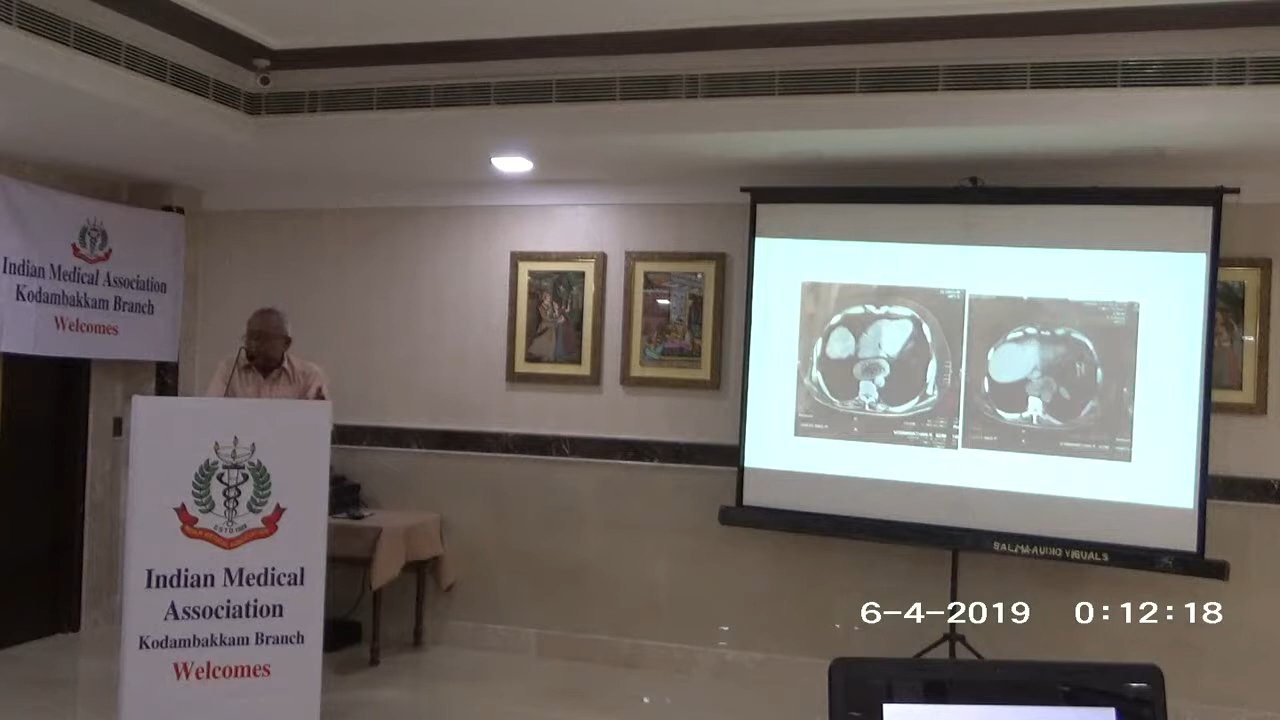 Indian Medical Association
Kodambakkam Branch
Welcomes
Indian Medical
Association
Kodambakkam Branch
Welcomes
SALMA AUDIO VISUALS
6-4-2019 0:12:18